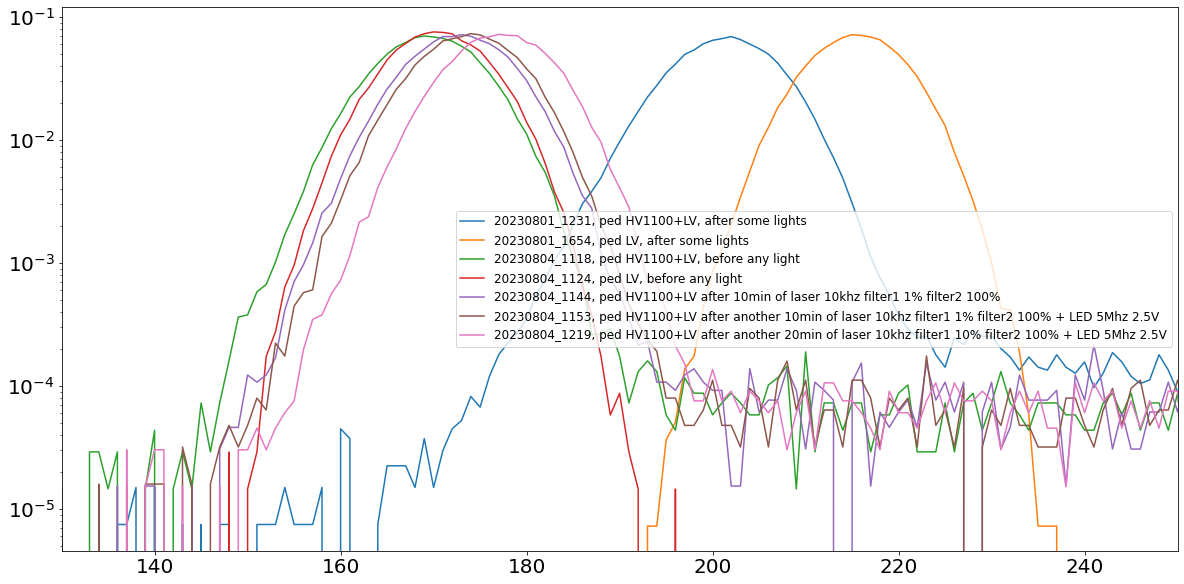 10⁻¹
10⁻²
10⁻³
10⁻⁴
10⁻⁵
20230801_1231, ped HV1100+LV, after some lights
20230801_1654, ped LV, after some lights
20230804_1118, ped HV1100+LV, before any light
20230804_1124, ped LV, before any light
20230804_1144, ped HV1100+LV after 10min of laser 10khz filter1 1% filter2 100%
20230804_1153, ped HV1100+LV after another 10min of laser 10khz filter1 1% filter2 100% + LED 5Mhz 2.5V
20230804_1219, ped HV1100+LV after another 20min of laser 10khz filter1 10% filter2 100% + LED 5Mhz 2.5V
140 160 180 200 220 240